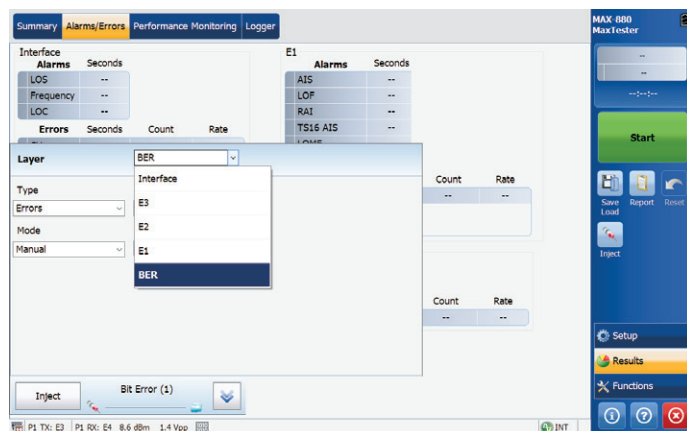 Summary Alarms/Errors Performance Monitoring Logger
MAX-880
MaxTester
Interface
Alarms Seconds
LOS --
Frequency --
LOC --
Errors Seconds Count Rate
E1
Alarms Seconds
AIS --
LOF --
RAI --
TS16 AIS --
Count Rate
-- --
Count Rate
-- --
Layer BER
Interface
E3
E2
E1
BER
Type
Errors
Mode
Manual
Inject Bit Error (1)
--
--
--:--:--
Start
Save
Load
Report
Reset
Inject
Setup
Results
Functions
P1 TX: E3 P1 RX: E4 8.6 dBm 1.4 Vpp
INT